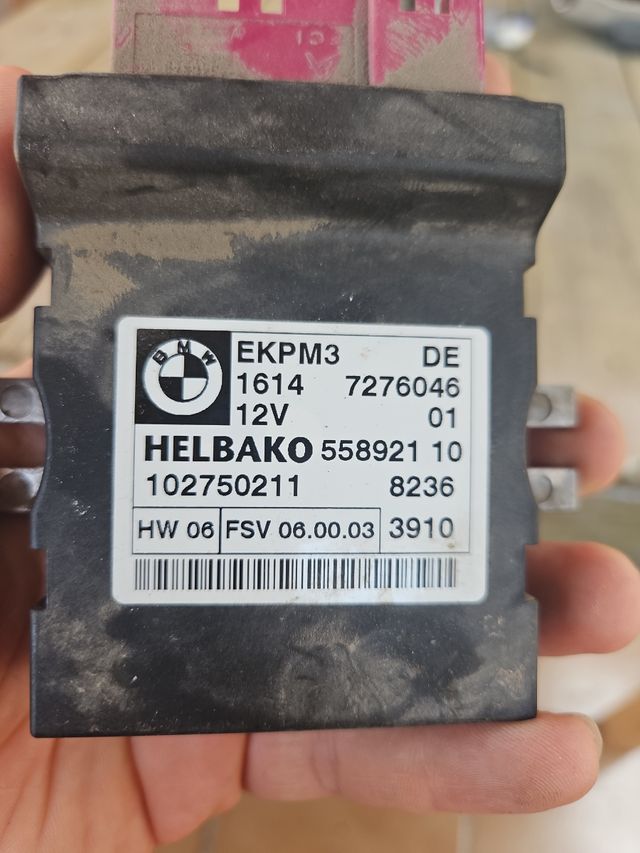 CI
BMW
EKPM3 DE
1614 7276046
12V 01
HELBAKO 558921 10
102750211 8236
HW 06 FSV 06.00.03 3910